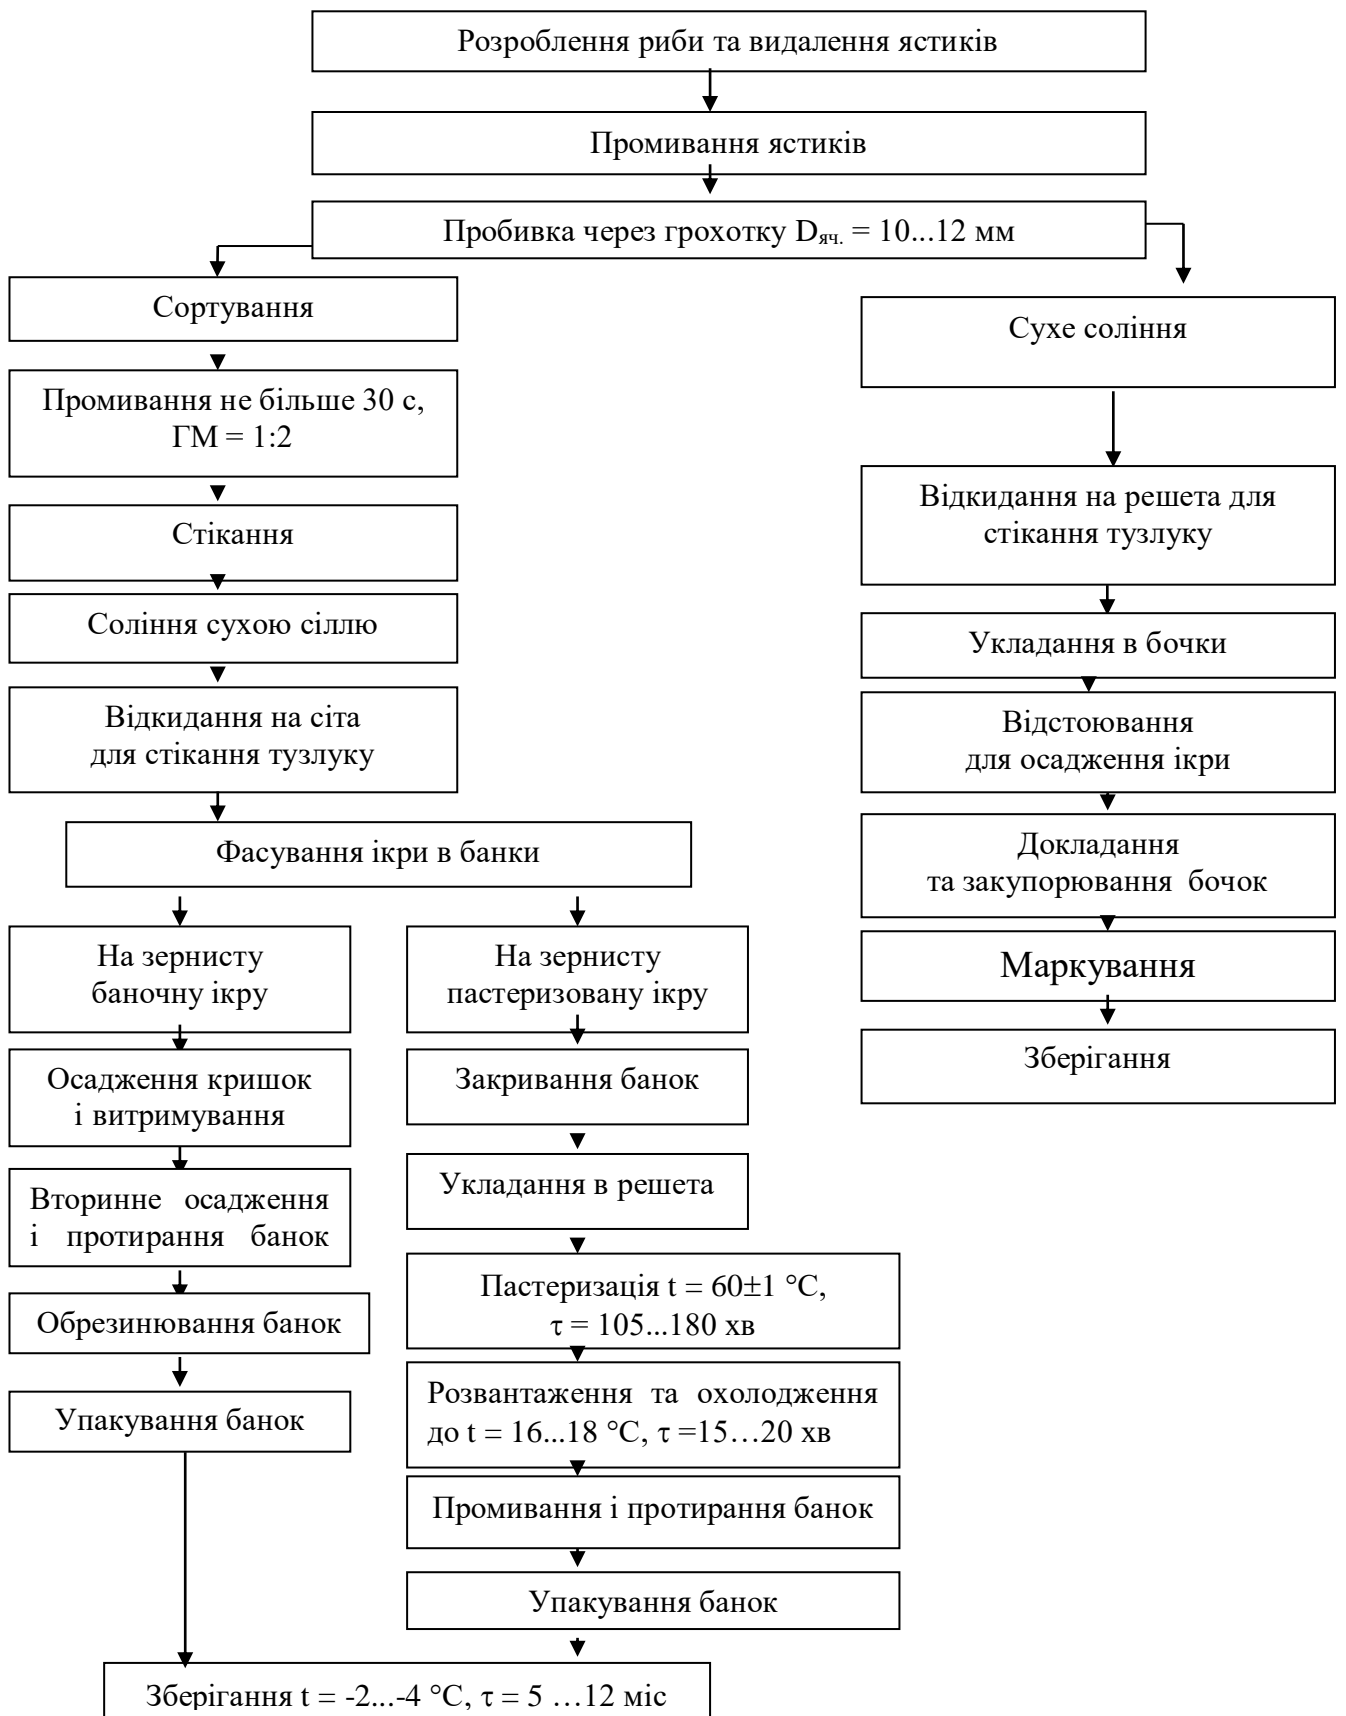 Розроблення риби та видалення ястиків
Промивання ястиків
Пробивка через грохотку Dяч. = 10...12 мм
Сортування
Промивання не більше 30 с,
ГМ = 1:2
Стікання
Соління сухою сіллю
Відкидання на сіта
для стікання тузлуку
Сухе соління
Відкидання на решета для
стікання тузлуку
Укладання в бочки
Відстоювання
для осадження ікри
Докладання
та закупорювання бочок
Маркування
Зберігання
Фасування ікри в банки
На зернисту
баночну ікру
Осадження кришок
і витримування
Вторинне осадження
і протирання банок
Обрезинювання банок
Упакування банок
На зернисту
пастеризовану ікру
Закривання банок
Укладання в решета
Пастеризація t = 60±1 °С,
τ = 105...180 хв
Розвантаження та охолодження
до t = 16...18 °С, τ =15…20 хв
Промивання і протирання банок
Упакування банок
Зберігання t = -2...-4 °С, τ = 5 …12 міс